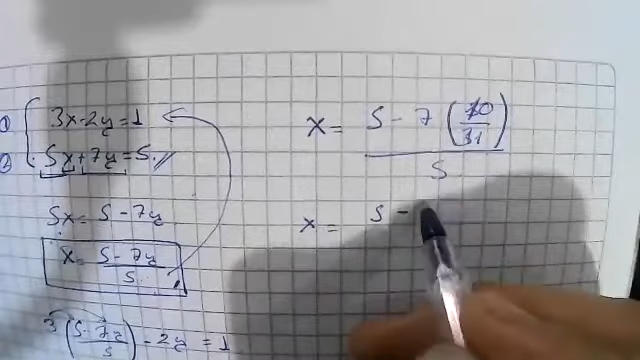 ① 3x-2y=1
② 5x+7y=5.
5x= 5-7y
x= 5-7y
5.
3 (5-7y) -2y = 1
5
x= 5-7 (10)
31
5
x= 5-